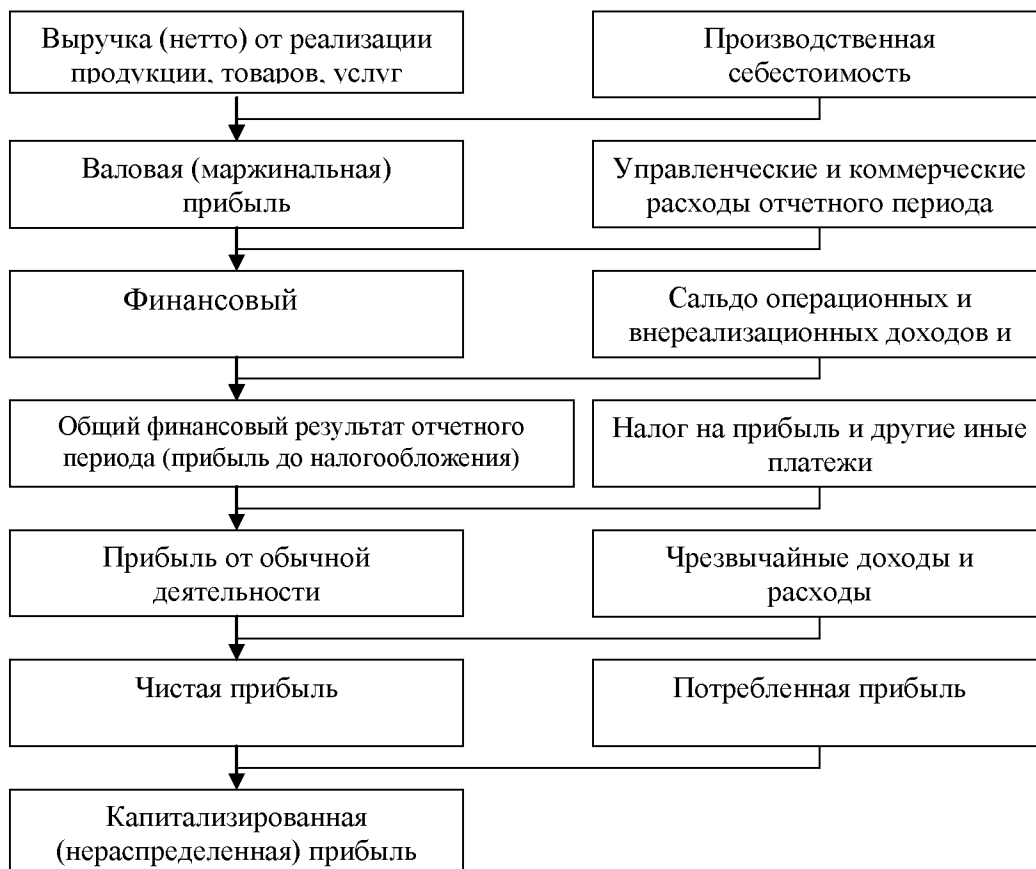 Выручка (нетто) от реализации
продукции, товаров, услуг
Производственная
себестоимость
Валовая (маржинальная)
прибыль
Управленческие и коммерческие
расходы отчетного периода
Финансовый
Сальдо операционных и
внереализационных доходов и
Общий финансовый результат отчетного
периода (прибыль до налогообложения)
Налог на прибыль и другие иные
платежи
Прибыль от обычной
деятельности
Чрезвычайные доходы и
расходы
Чистая прибыль
Потребленная прибыль
Капитализированная
(нераспределенная) прибыль